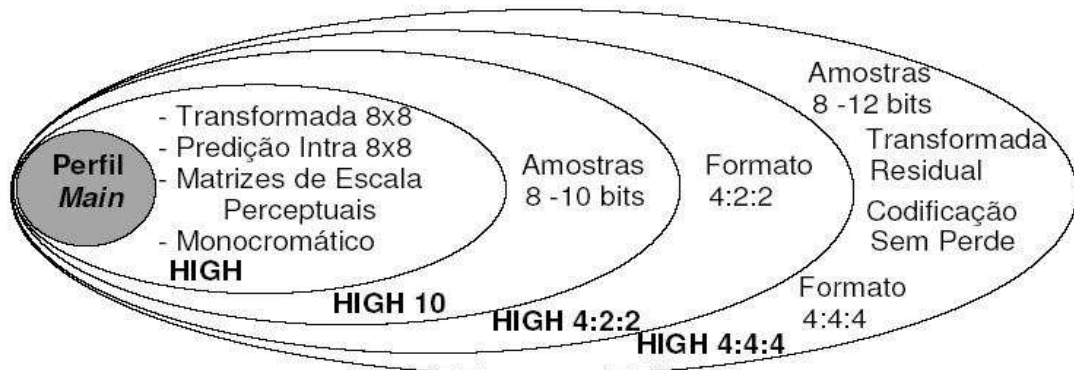 Perfil
Main
- Transformada 8x8
- Predição Intra 8x8
- Matrizes de Escala
Perceptuais
- Monocromático
HIGH
Amostras
8 -10 bits
HIGH 10
Formato
4:2:2
HIGH 4:2:2
Amostras
8 -12 bits
Transformada
Residual
Codificação
Sem Perde
Formato
4:4:4
HIGH 4:4:4